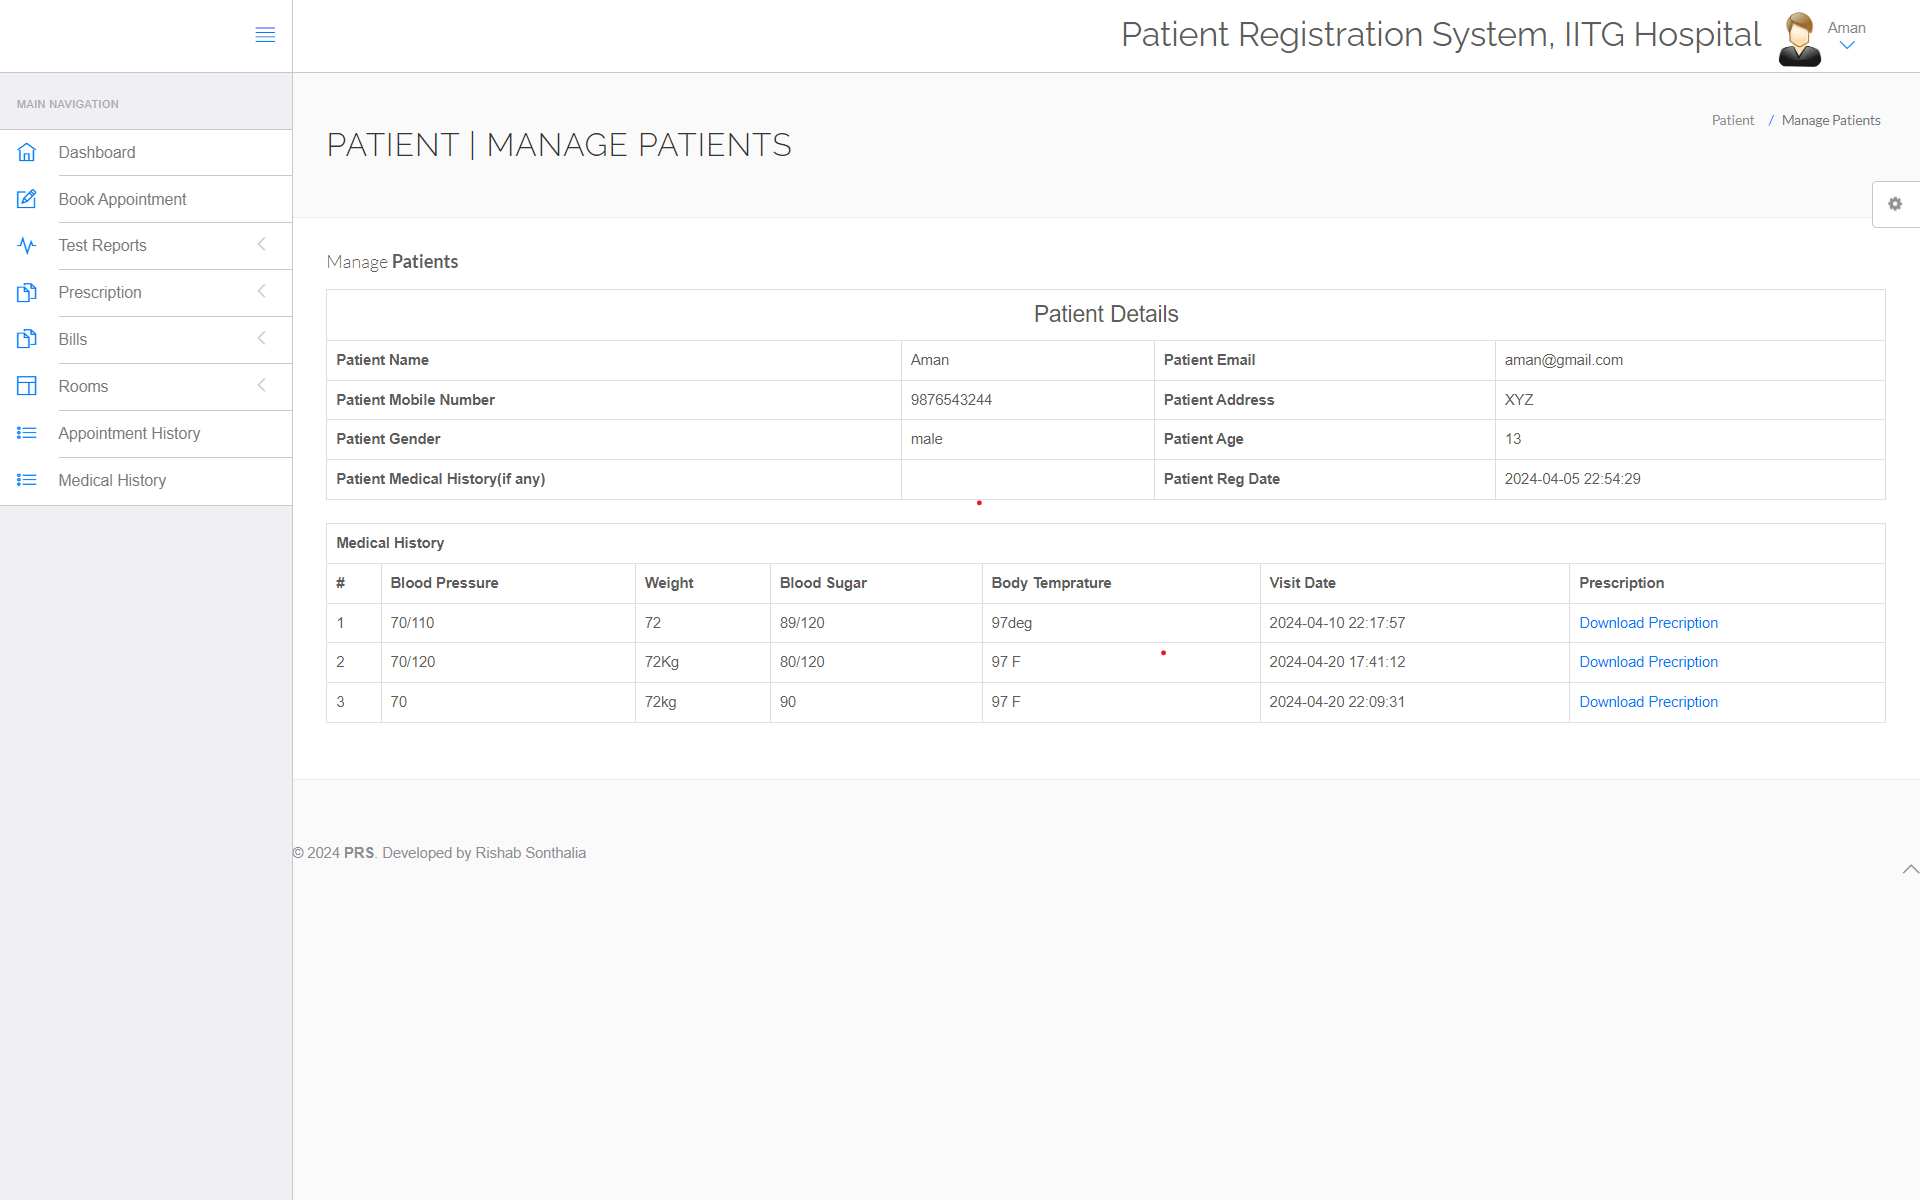 Patient Registration System, IITG Hospital
Aman
MAIN NAVIGATION
Dashboard
Book Appointment
Test Reports
Prescription
Bills
Rooms
Appointment History
Medical History
PATIENT | MANAGE PATIENTS
Patient / Manage Patients
Manage Patients
Patient Details
Patient Name Aman Patient Email aman@gmail.com
Patient Mobile Number 9876543244 Patient Address XYZ
Patient Gender male Patient Age 13
Patient Medical History(if any) Patient Reg Date 2024-04-05 22:54:29
Medical History
# Blood Pressure Weight Blood Sugar Body Temprature Visit Date Prescription
1 70/110 72 89/120 97deg 2024-04-10 22:17:57 Download Precription
2 70/120 72Kg 80/120 97 F 2024-04-20 17:41:12 Download Precription
3 70 72kg 90 97 F 2024-04-20 22:09:31 Download Precription
© 2024 PRS. Developed by Rishab Sonthalia